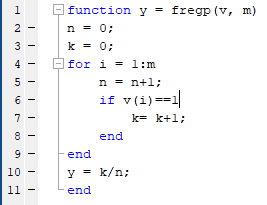 1 function y = fregp(v, m)
2 - n = 0;
3 - k = 0;
4 - for i = 1:m
5 - n = n+1;
6 - if v(i)==1
7 - k= k+1;
8 - end
9 - end
10 - y = k/n;
11 - end